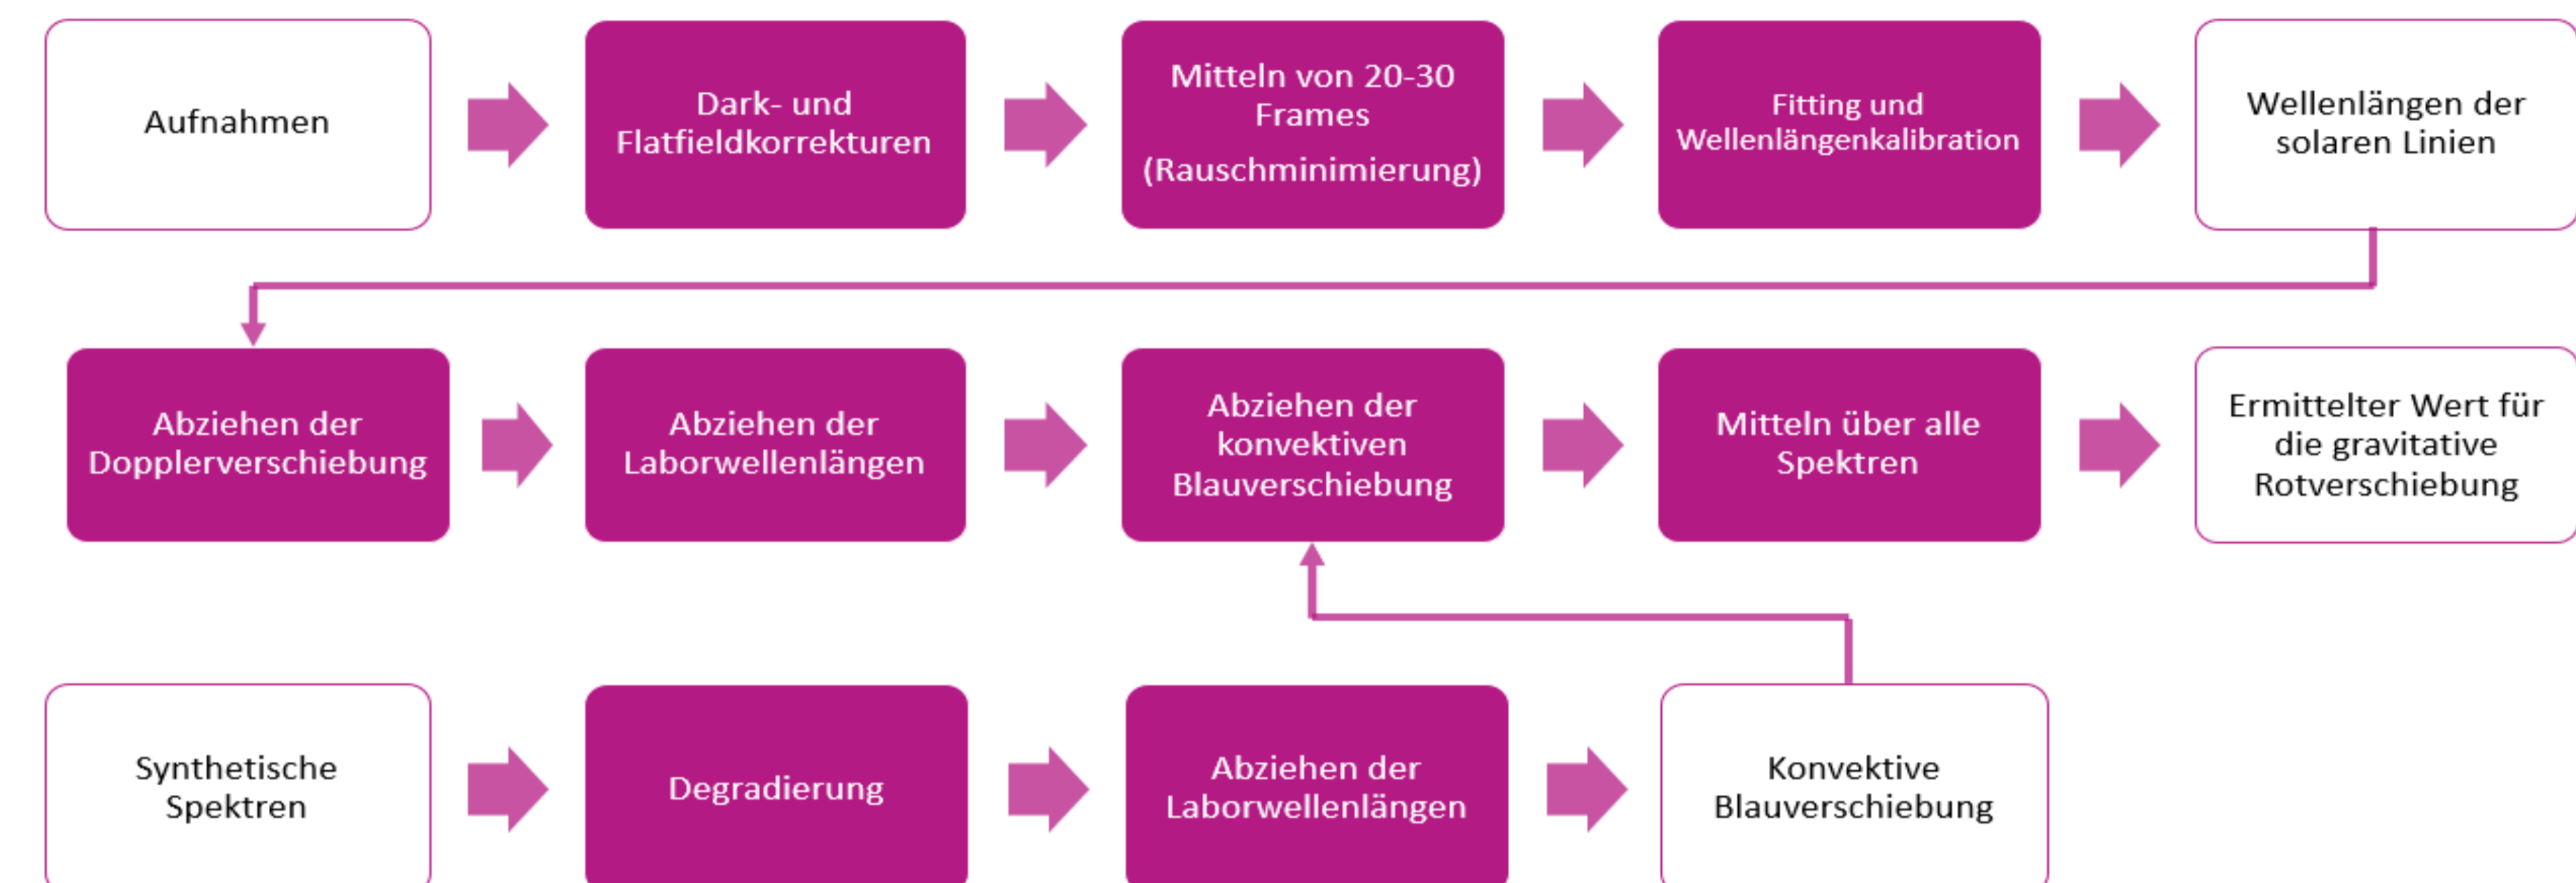 Aufnahmen
Dark- und
Flatfieldkorrekturen
Mitteln von 20-30
Frames
(Rauschminimierung)
Fitting und
Wellenlängenkalibration
Wellenlängen der
solaren Linien
Abziehen der
Dopplerverschiebung
Abziehen der
Laborwellenlängen
Abziehen der
konvektiven
Blauverschiebung
Mitteln über alle
Spektren
Ermittelter Wert für
die gravitative
Rotverschiebung
Synthetische
Spektren
Degradierung
Abziehen der
Laborwellenlängen
Konvektive
Blauverschiebung